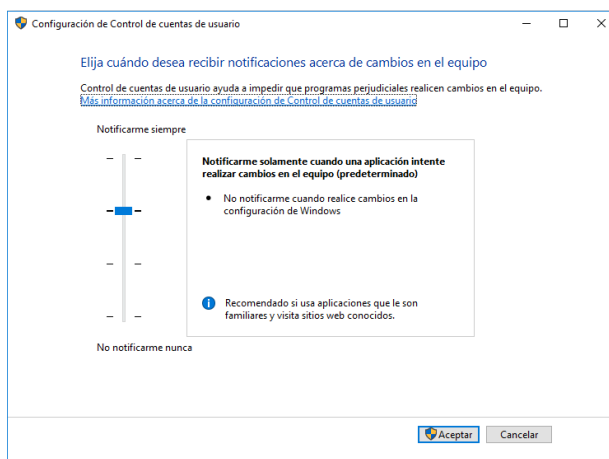 Configuración de Control de cuentas de usuario
Elija cuándo desea recibir notificaciones acerca de cambios en el equipo
Control de cuentas de usuario ayuda a impedir que programas perjudiciales realicen cambios en el equipo.
Más información acerca de la configuración de Control de cuentas de usuario
Notificarme siempre
Notificarme solamente cuando una aplicación intente
realizar cambios en el equipo (predeterminado)
• No notificarme cuando realice cambios en la
configuración de Windows
Recomendado si usa aplicaciones que le son
familiares y visita sitios web conocidos.
No notificarme nunca
Aceptar
Cancelar